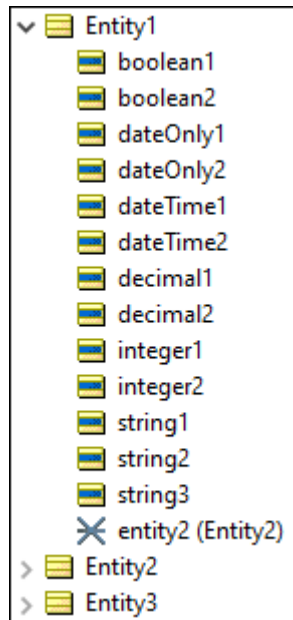 Entity1
boolean1
boolean2
dateOnly1
dateOnly2
dateTime1
dateTime2
decimal1
decimal2
integer1
integer2
string1
string2
string3
entity2 (Entity2)
Entity2
Entity3